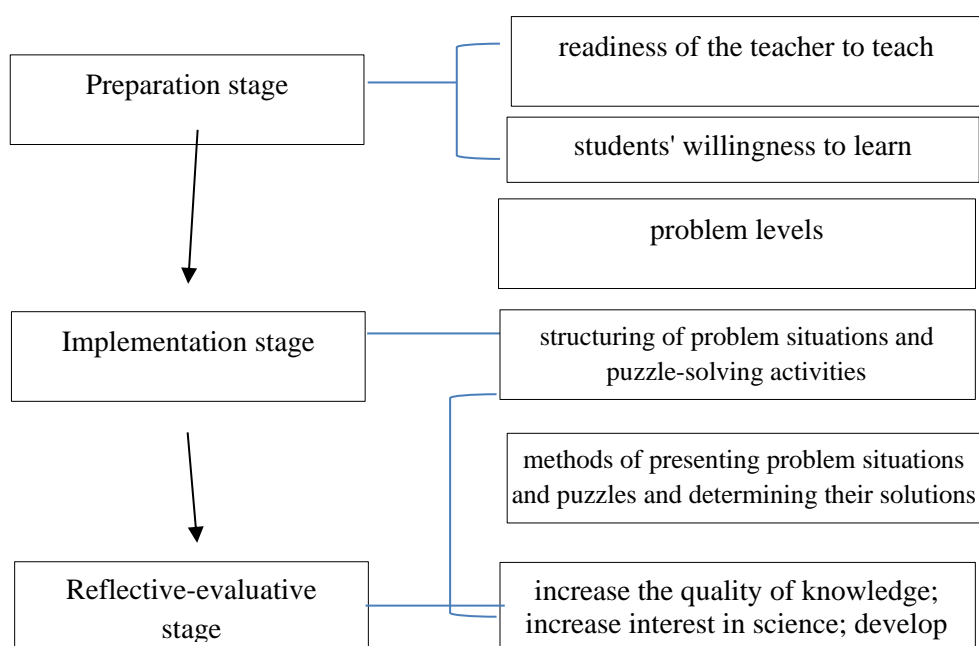 readiness of the teacher to teach
Preparation stage
students' willingness to learn
problem levels
Implementation stage
structuring of problem situations and
puzzle-solving activities
methods of presenting problem situations
and puzzles and determining their solutions
Reflective-evaluative
stage
increase the quality of knowledge;
increase interest in science; develop